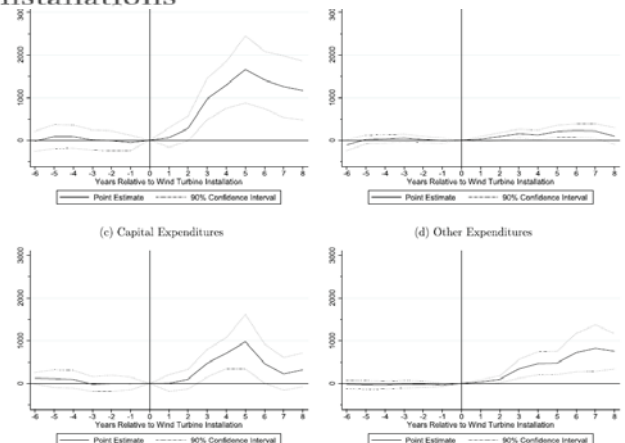 nstallations
3000 3000
2000 2000
1000 1000
0 0
-6 -5 -4 -3 -2 -1 0 1 2 3 4 5 6 7 8 -6 -5 -4 -3 -2 -1 0 1 2 3 4 5 6 7 8
Years Relative to Wind Turbine Installation Years Relative to Wind Turbine Installation
Point Estimate 90% Confidence Interval Point Estimate 90% Confidence Interval
(c) Capital Expenditures (d) Other Expenditures
3000 3000
2000 2000
1000 1000
0 0
-6 -5 -4 -3 -2 -1 0 1 2 3 4 5 6 7 8 -6 -5 -4 -3 -2 -1 0 1 2 3 4 5 6 7 8
Years Relative to Wind Turbine Installation Years Relative to Wind Turbine Installation
Point Estimate 90% Confidence Interval Point Estimate 90% Confidence Interval